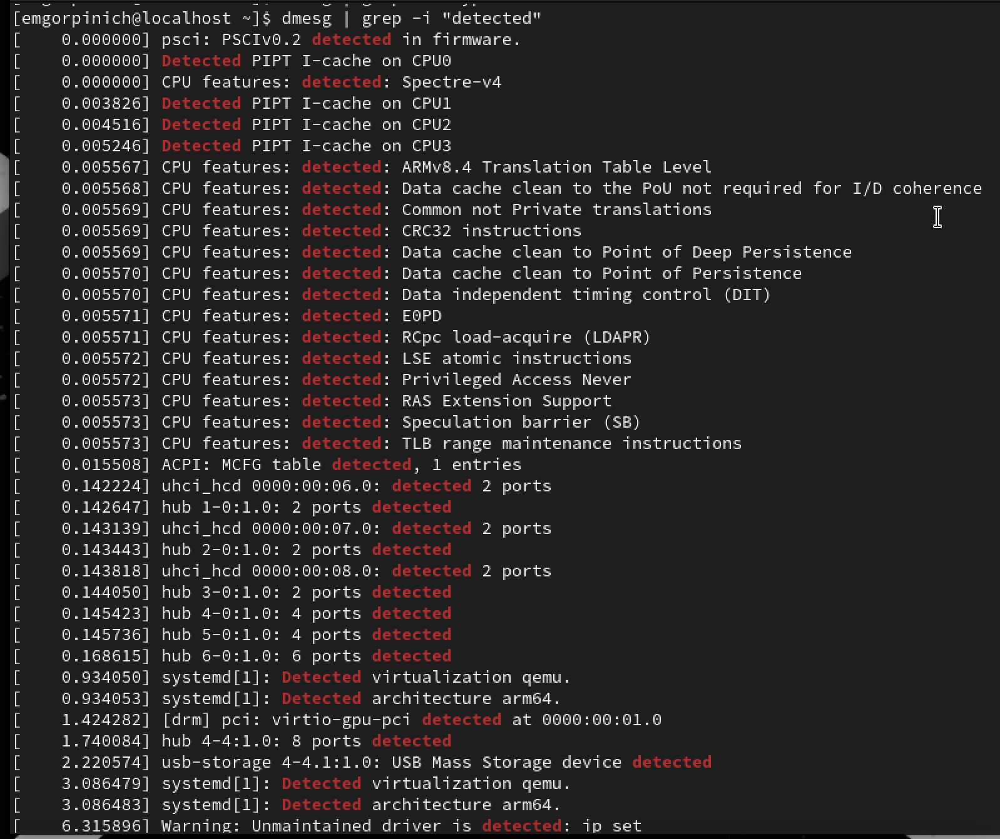 [emgorpinich@localhost ~]$ dmesg | grep -i "detected"
[    0.000000] psci: PSCIv0.2 detected in firmware.
[    0.000000] Detected PIPT I-cache on CPU0
[    0.000000] CPU features: detected: Spectre-v4
[    0.003826] Detected PIPT I-cache on CPU1
[    0.004516] Detected PIPT I-cache on CPU2
[    0.005246] Detected PIPT I-cache on CPU3
[    0.005567] CPU features: detected: ARMv8.4 Translation Table Level
[    0.005568] CPU features: detected: Data cache clean to the PoU not required for I/D coherence
[    0.005569] CPU features: detected: Common not Private translations
[    0.005569] CPU features: detected: CRC32 instructions
[    0.005569] CPU features: detected: Data cache clean to Point of Deep Persistence
[    0.005570] CPU features: detected: Data cache clean to Point of Persistence
[    0.005570] CPU features: detected: Data independent timing control (DIT)
[    0.005571] CPU features: detected: E0PD
[    0.005571] CPU features: detected: RCpc load-acquire (LDAPR)
[    0.005572] CPU features: detected: LSE atomic instructions
[    0.005572] CPU features: detected: Privileged Access Never
[    0.005573] CPU features: detected: RAS Extension Support
[    0.005573] CPU features: detected: Speculation barrier (SB)
[    0.005573] CPU features: detected: TLB range maintenance instructions
[    0.015508] ACPI: MCFG table detected, 1 entries
[    0.142224] uhci_hcd 0000:00:06.0: detected 2 ports
[    0.142647] hub 1-0:1.0: 2 ports detected
[    0.143139] uhci_hcd 0000:00:07.0: detected 2 ports
[    0.143443] hub 2-0:1.0: 2 ports detected
[    0.143818] uhci_hcd 0000:00:08.0: detected 2 ports
[    0.144050] hub 3-0:1.0: 2 ports detected
[    0.145423] hub 4-0:1.0: 4 ports detected
[    0.145736] hub 5-0:1.0: 4 ports detected
[    0.168615] hub 6-0:1.0: 6 ports detected
[    0.934050] systemd[1]: Detected virtualization qemu.
[    0.934053] systemd[1]: Detected architecture arm64.
[    1.424282] [drm] pci: virtio-gpu-pci detected at 0000:00:01.0
[    1.740084] hub 4-4:1.0: 8 ports detected
[    2.220574] usb-storage 4-4.1:1.0: USB Mass Storage device detected
[    3.086479] systemd[1]: Detected virtualization qemu.
[    3.086483] systemd[1]: Detected architecture arm64.
[    6.315896] Warning: Unmaintained driver is detected: ip set